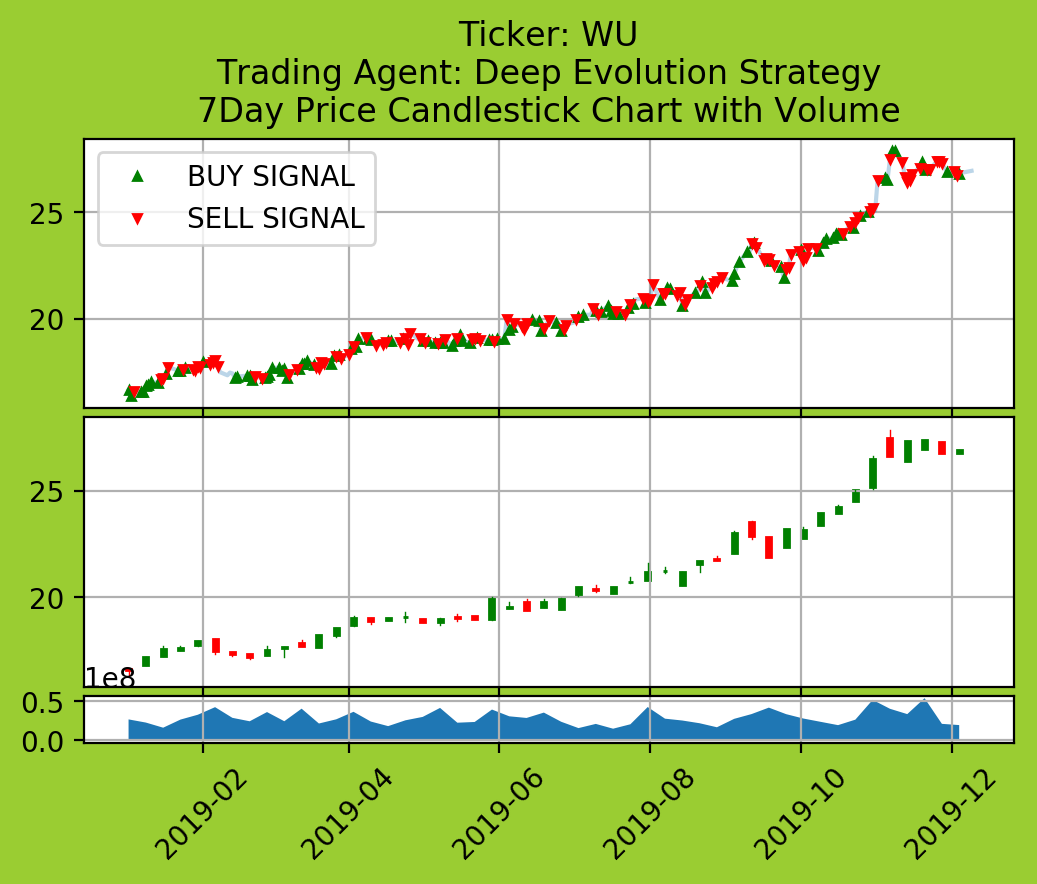 Ticker: WU
Trading Agent: Deep Evolution Strategy
7Day Price Candlestick Chart with Volume
BUY SIGNAL
SELL SIGNAL
25
20
25
20
1e8
0.5
0.0
2019-02
2019-04
2019-06
2019-08
2019-10
2019-12